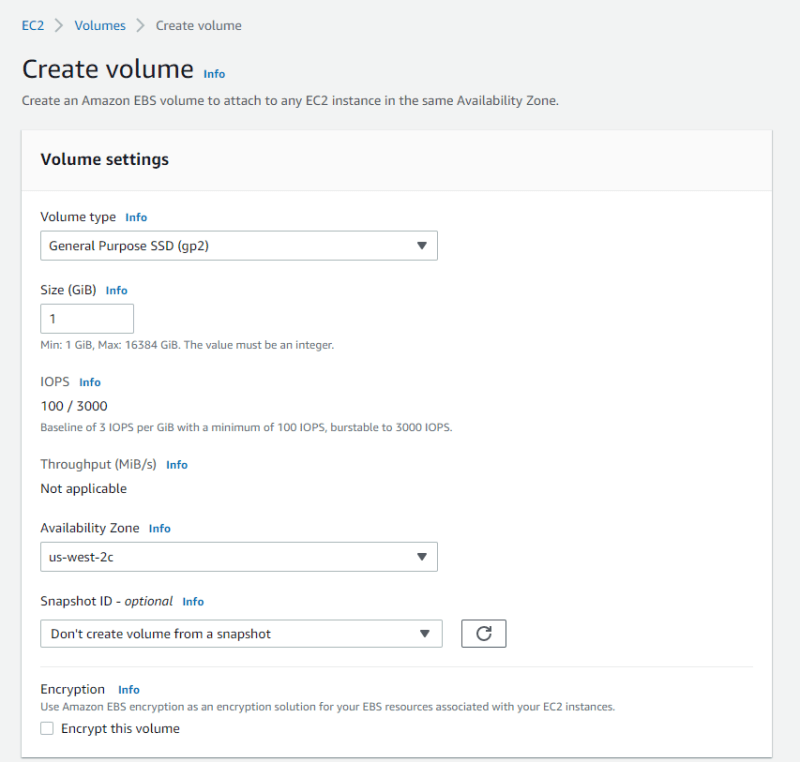 EC2 > Volumes > Create volume
Create volume Info
Create an Amazon EBS volume to attach to any EC2 instance in the same Availability Zone.
Volume settings
Volume type Info
General Purpose SSD (gp2)
Size (GiB) Info
1
Min: 1 GiB, Max: 16384 GiB. The value must be an integer.
IOPS Info
100 / 3000
Baseline of 3 IOPS per GiB with a minimum of 100 IOPS, burstable to 3000 IOPS.
Throughput (MiB/s) Info
Not applicable
Availability Zone Info
us-west-2c
Snapshot ID - optional Info
Don't create volume from a snapshot
Encryption Info
Use Amazon EBS encryption as an encryption solution for your EBS resources associated with your EC2 instances.
Encrypt this volume